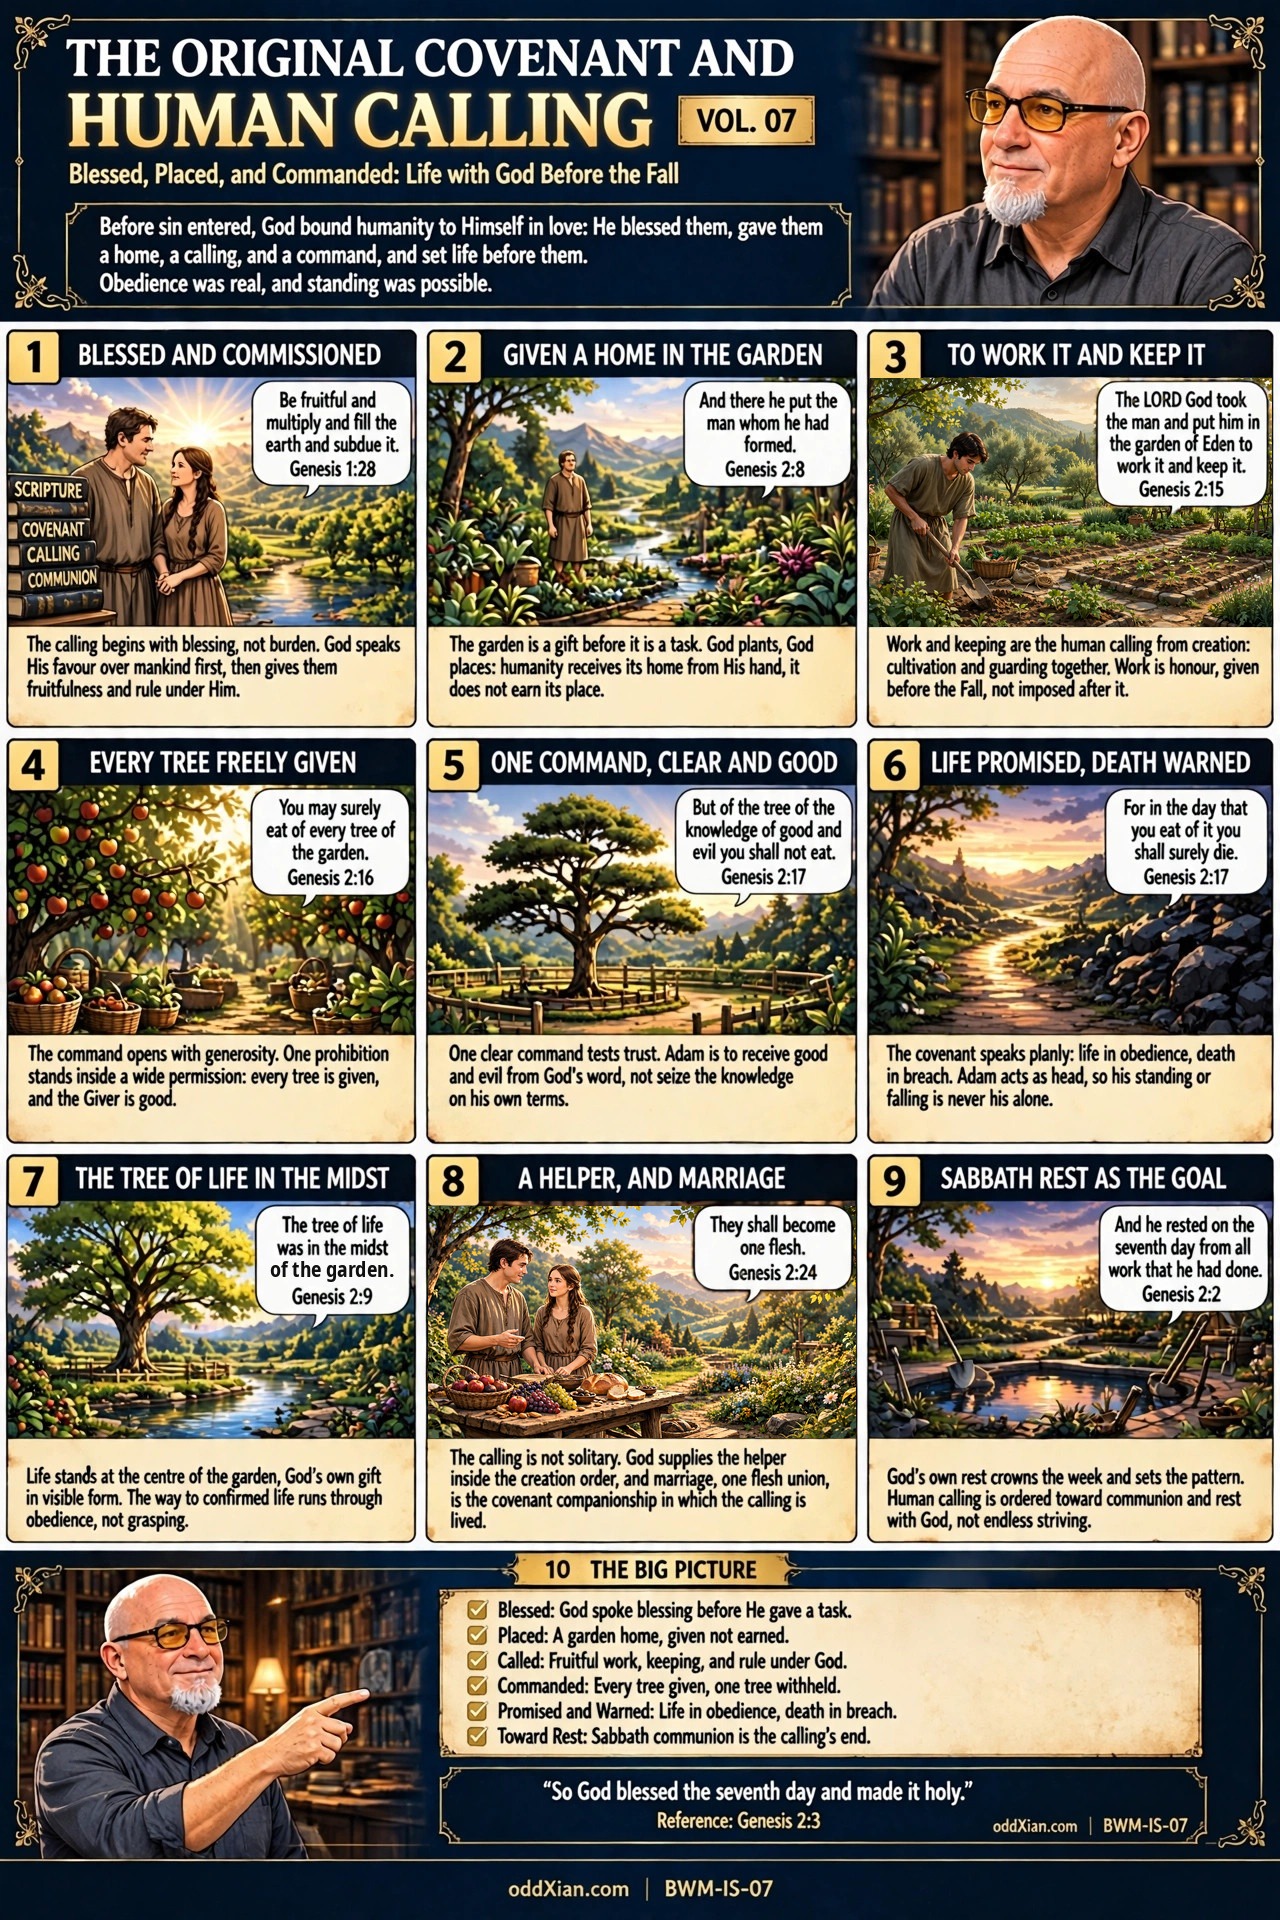 THE ORIGINAL COVENANT AND
HUMAN CALLING
VOL. 07
Blessed, Placed, and Commanded: Life with God Before the Fall
Before sin entered, God bound humanity to Himself in love: He blessed them, gave them
a home, a calling, and a command, and set life before them.
Obedience was real, and standing was possible.
1 BLESSED AND COMMISSIONED
Be fruitful and
multiply and fill the
earth and subdue it.
Genesis 1:28
SCRIPTURE
COVENANT
CALLING
COMMUNION
The calling begins with blessing, not burden. God speaks
His favour over mankind first, then gives them
fruitfulness and rule under Him.
2 GIVEN A HOME IN THE GARDEN
And there he put the
man whom he had
formed.
Genesis 2:8
The garden is a gift before it is a task. God plants, God
places: humanity receives its home from His hand, it
does not earn its place.
3 TO WORK IT AND KEEP IT
The LORD God took
the man and put him in
the garden of Eden to
work it and keep it.
Genesis 2:15
Work and keeping are the human calling from creation:
cultivation and guarding together. Work is honour, given
before the Fall, not imposed after it.
4 EVERY TREE FREELY GIVEN
You may surely
eat of every tree of
the garden.
Genesis 2:16
The command opens with generosity. One prohibition
stands inside a wide permission: every tree is given,
and the Giver is good.
5 ONE COMMAND, CLEAR AND GOOD
But of the tree of the
knowledge of good and
evil you shall not eat.
Genesis 2:17
One clear command tests trust. Adam is to receive good
and evil from God's word, not seize the knowledge
on his own terms.
6 LIFE PROMISED, DEATH WARNED
For in the day that
you eat of it you
shall surely die.
Genesis 2:17
The covenant speaks planly: life in obedience, death
in breach. Adam acts as head, so his standing or
falling is never his alone.
7 THE TREE OF LIFE IN THE MIDST
The tree of life
was in the midst
of the garden.
Genesis 2:9
Life stands at the centre of the garden, God's own gift
in visible form. The way to confirmed life runs through
obedience, not grasping.
8 A HELPER, AND MARRIAGE
They shall become
one flesh.
Genesis 2:24
The calling is not solitary. God supplies the helper
inside the creation order, and marriage, one flesh union,
is the covenant companionship in which the calling is
lived.
9 SABBATH REST AS THE GOAL
And he rested on the
seventh day from all
work that he had done.
Genesis 2:2
God's own rest crowns the week and sets the pattern.
Human calling is ordered toward communion and rest
with God, not endless striving.
10 THE BIG PICTURE
Blessed: God spoke blessing before He gave a task.
Placed: A garden home, given not earned.
Called: Fruitful work, keeping, and rule under God.
Commanded: Every tree given, one tree withheld.
Promised and Warned: Life in obedience, death in breach.
Toward Rest: Sabbath communion is the calling's end.
“So God blessed the seventh day and made it holy.”
Reference: Genesis 2:3
oddXian.com | BWM-IS-07
oddXian.com | BWM-IS-07